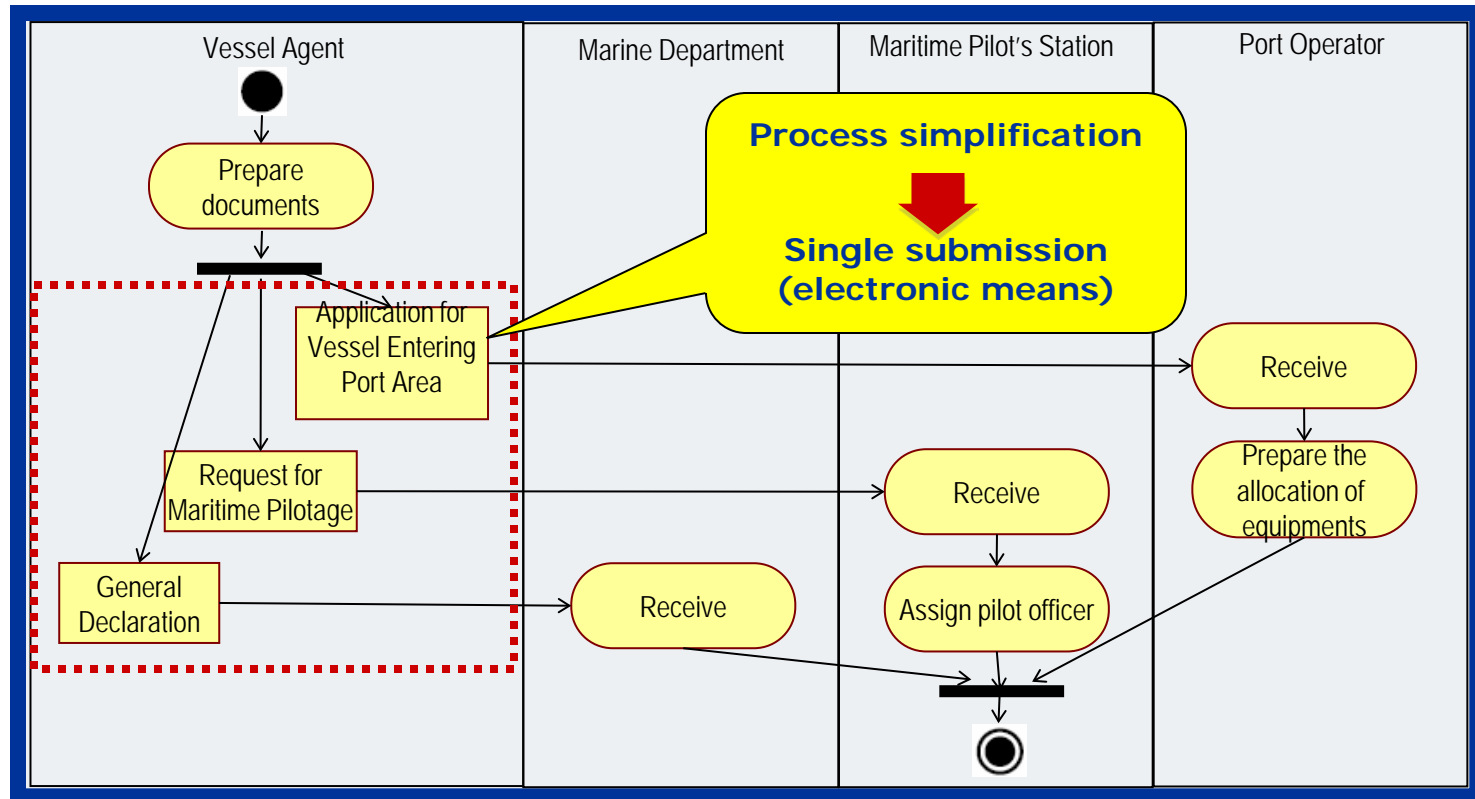 Vessel Agent
Marine Department
Maritime Pilot's Station
Port Operator
Prepare
documents
Process simplification
Single submission
(electronic means)
Application for
Vessel Entering
Port Area
Receive
Request for
Maritime Pilotage
Receive
Prepare the
allocation of
equipments
General
Declaration
Receive
Assign pilot officer